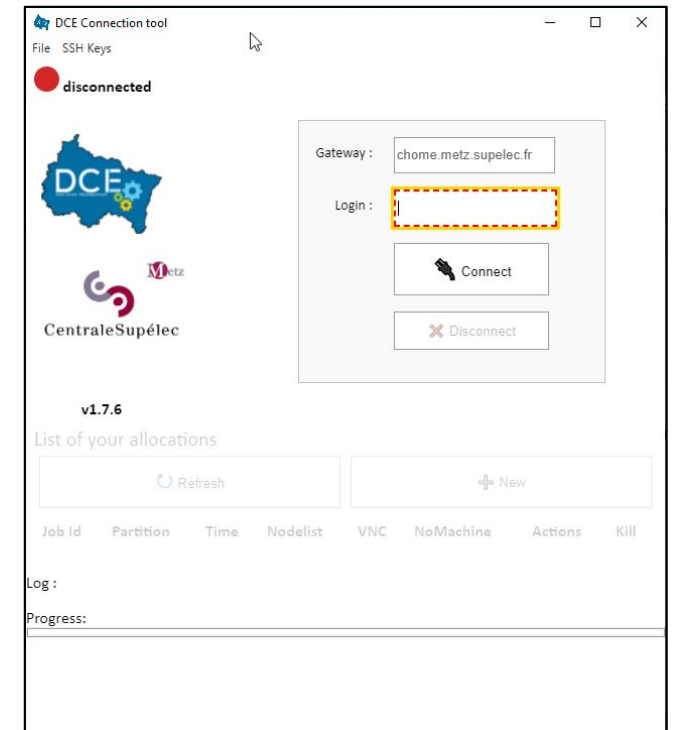 DCE Connection tool
File SSH Keys
disconnected
DCE
Gateway : chome.metz.supelec.fr
Login :
Connect
Metz
CentraleSupélec
Disconnect
v1.7.6
List of your allocations
Refresh New
Job Id Partition Time Nodelist VNC NoMachine Actions Kill
Log :
Progress: